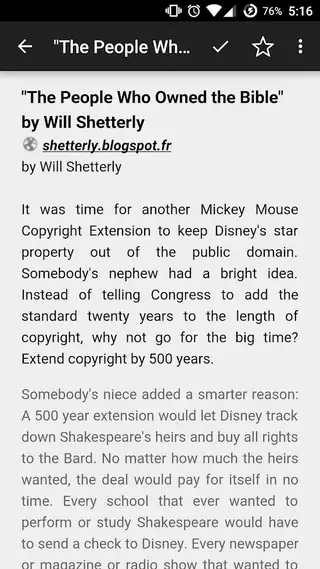 76% 5:16
"The People Wh...
"The People Who Owned the Bible"
by Will Shetterly
shetterly.blogspot.fr
by Will Shetterly
It was time for another Mickey Mouse
Copyright Extension to keep Disney's star
property out of the public domain.
Somebody's nephew had a bright idea.
Instead of telling Congress to add the
standard twenty years to the length of
copyright, why not go for the big time?
Extend copyright by 500 years.
Somebody's niece added a smarter reason:
A 500 year extension would let Disney track
down Shakespeare's heirs and buy all rights
to the Bard. No matter how much the heirs
wanted, the deal would pay for itself in no
time. Every school that ever wanted to
perform or study Shakespeare would have
to send a check to Disney. Every newspaper
or magazine or radio show that wanted to